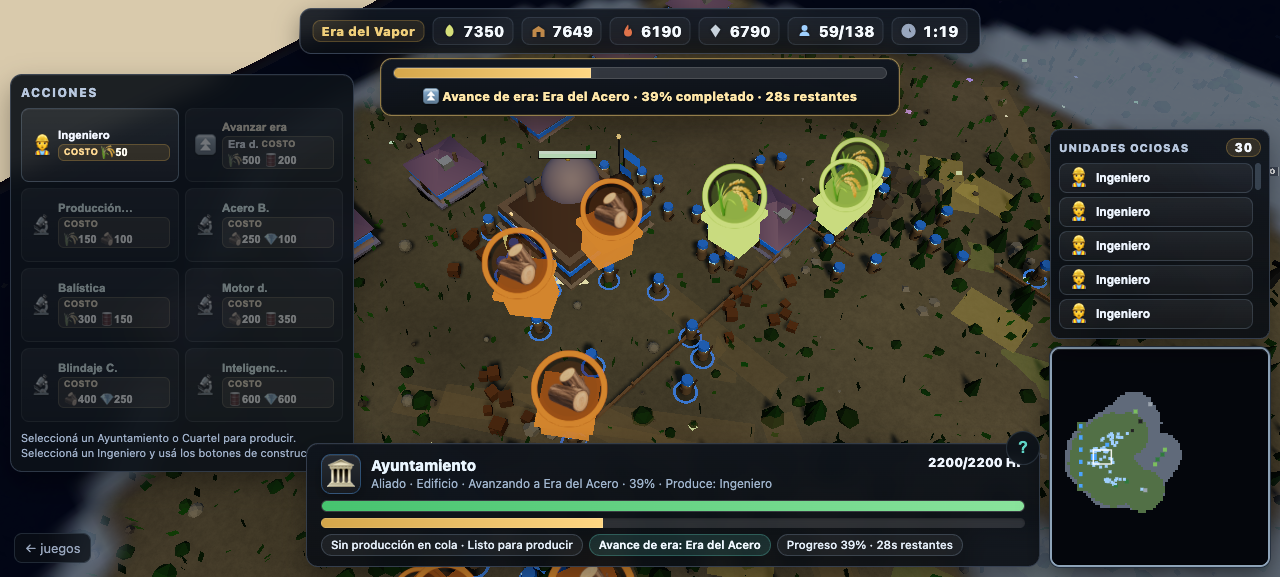 Era del Vapor
7350
7649
6190
6790
59/138
1:19
Avance de era: Era del Acero · 39% completado · 28s restantes
ACCIONES
Ingeniero
COSTO 50
Avanzar era
Era d. COSTO
500 200
Producción...
COSTO
150 100
Acero B.
COSTO
250 100
Balística
COSTO
300 150
Motor d.
COSTO
200 350
Blindaje C.
COSTO
400 250
Inteligenc...
COSTO
600 600
Seleccioná un Ayuntamiento o Cuartel para producir.
Seleccioná un Ingeniero y usá los botones de construc
← juegos
UNIDADES OCIOSAS 30
Ingeniero
Ingeniero
Ingeniero
Ingeniero
Ingeniero
?
Ayuntamiento
2200/2200
Aliado · Edificio · Avanzando a Era del Acero · 39% · Produce: Ingeniero
Sin producción en cola · Listo para producir
Avance de era: Era del Acero
Progreso 39% · 28s restantes